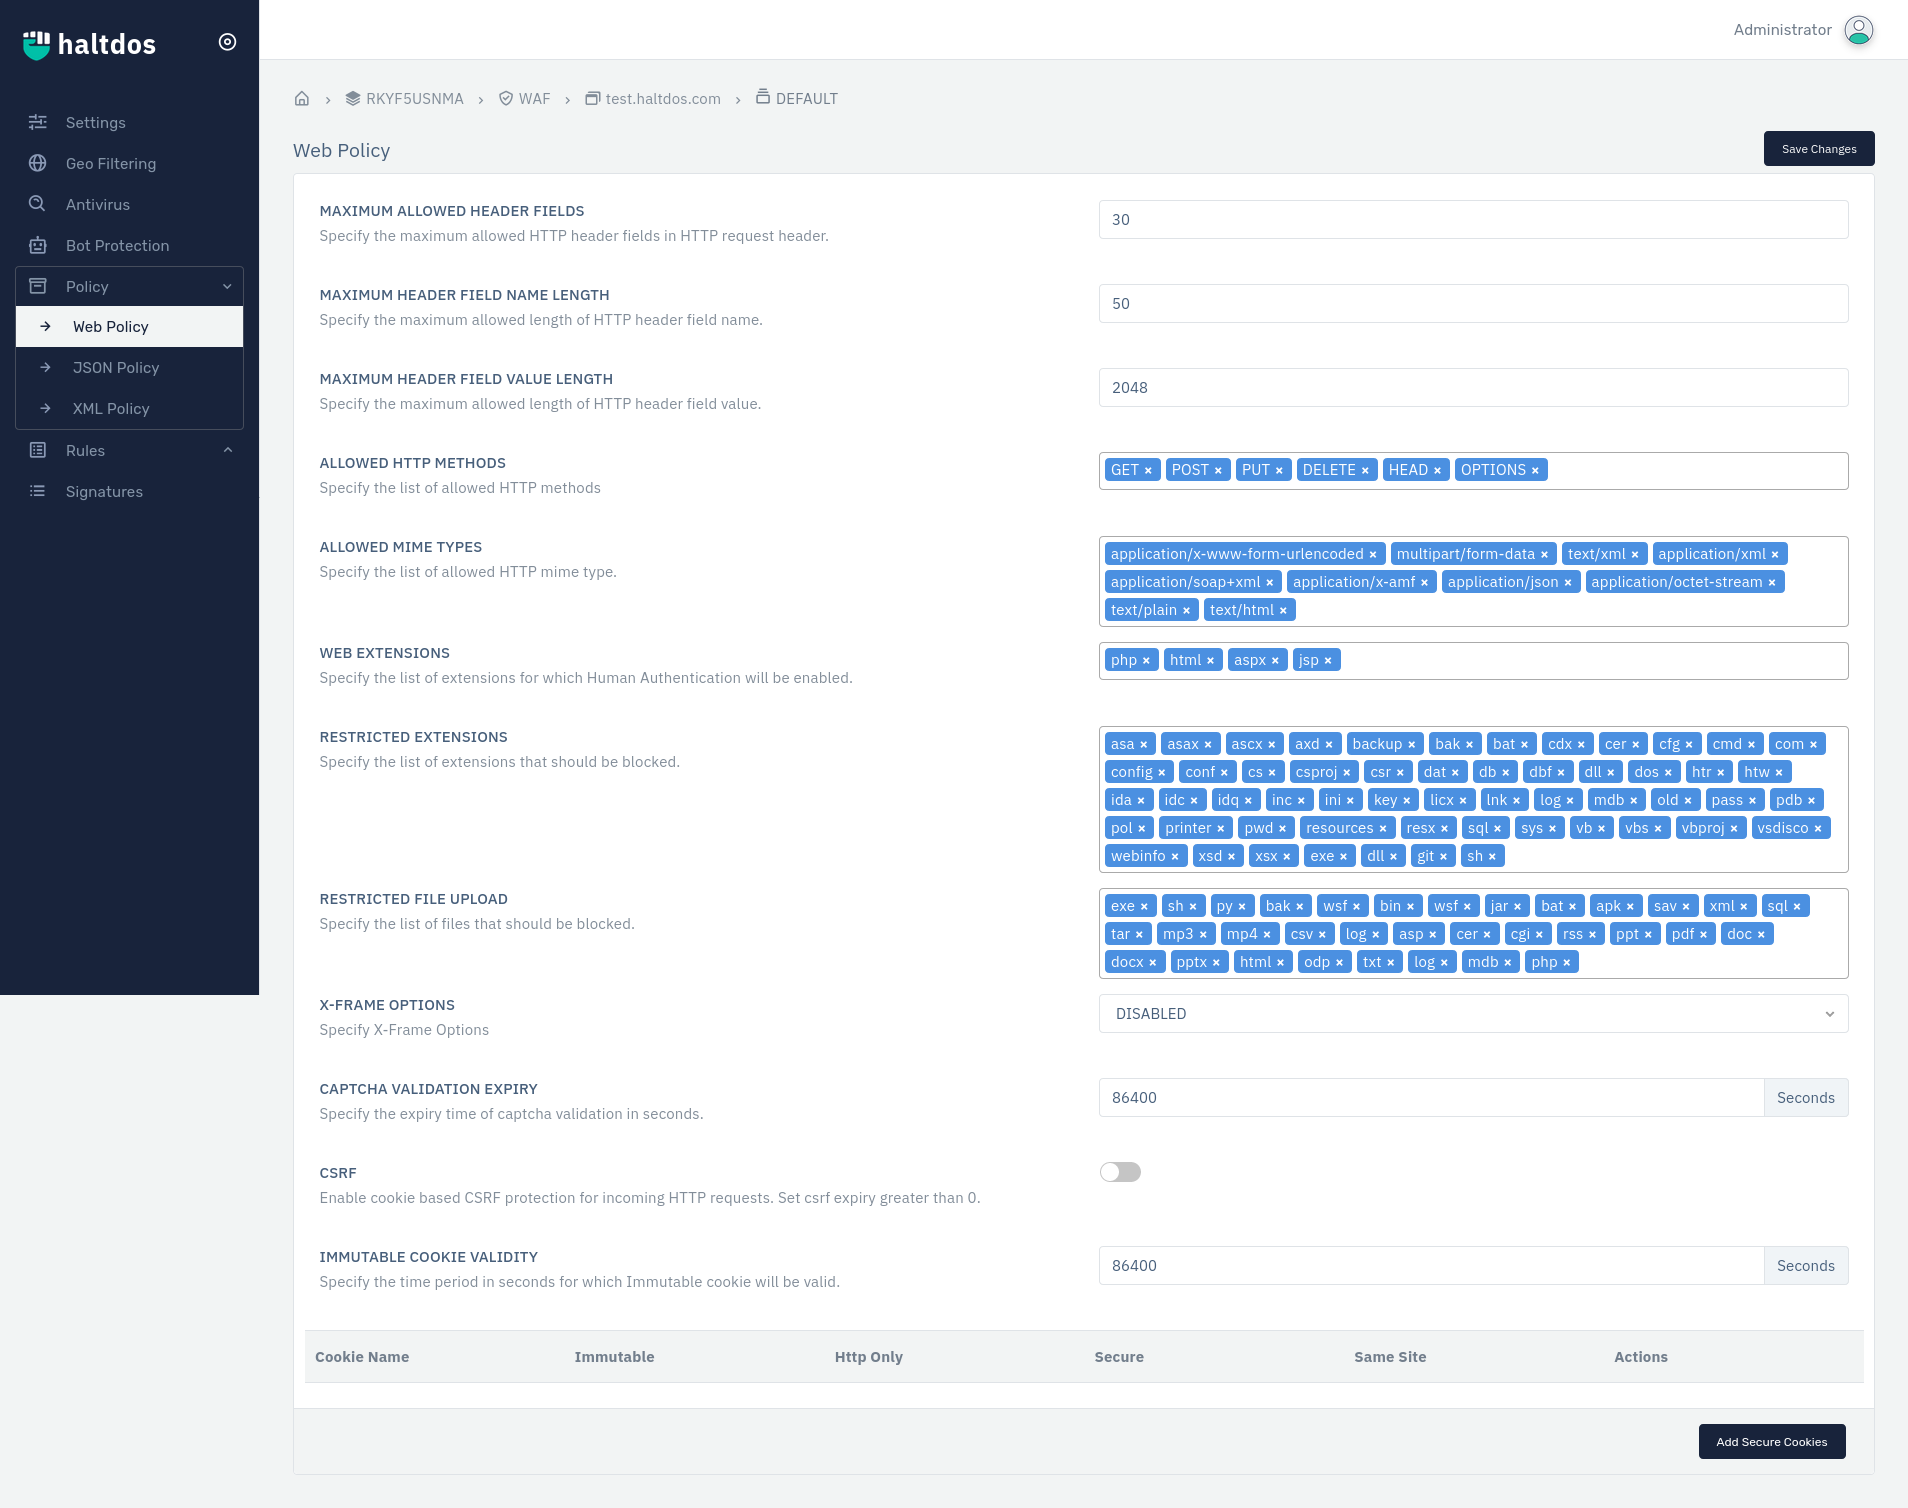 haltdos
Administrator
Settings
Geo Filtering
Antivirus
Bot Protection
Policy
Web Policy
JSON Policy
XML Policy
Rules
Signatures
RKYF5USNMA › WAF › test.haltdos.com › DEFAULT
Web Policy
Save Changes
MAXIMUM ALLOWED HEADER FIELDS
Specify the maximum allowed HTTP header fields in HTTP request header.
30
MAXIMUM HEADER FIELD NAME LENGTH
Specify the maximum allowed length of HTTP header field name.
50
MAXIMUM HEADER FIELD VALUE LENGTH
Specify the maximum allowed length of HTTP header field value.
2048
ALLOWED HTTP METHODS
Specify the list of allowed HTTP methods
GET × POST × PUT × DELETE × HEAD × OPTIONS ×
ALLOWED MIME TYPES
Specify the list of allowed HTTP mime type.
application/x-www-form-urlencoded × multipart/form-data × text/xml × application/xml ×
application/soap+xml × application/x-amf × application/json × application/octet-stream ×
text/plain × text/html ×
WEB EXTENSIONS
Specify the list of extensions for which Human Authentication will be enabled.
php × html × aspx × jsp ×
RESTRICTED EXTENSIONS
Specify the list of extensions that should be blocked.
asa × asax × ascx × axd × backup × bak × bat × cdx × cer × cfg × cmd × com ×
config × conf × cs × csproj × csr × dat × db × dbf × dll × dos × htr × htw ×
ida × idc × idq × inc × ini × key × licx × lnk × log × mdb × old × pass × pdb ×
pol × printer × pwd × resources × resx × sql × sys × vb × vbs × vbproj × vsdisco ×
webinfo × xsd × xsx × exe × dll × git × sh ×
RESTRICTED FILE UPLOAD
Specify the list of files that should be blocked.
exe × sh × py × bak × wsf × bin × wsf × jar × bat × apk × sav × xml × sql ×
tar × mp3 × mp4 × csv × log × asp × cer × cgi × rss × ppt × pdf × doc ×
docx × pptx × html × odp × txt × log × mdb × php ×
X-FRAME OPTIONS
Specify X-Frame Options
DISABLED
CAPTCHA VALIDATION EXPIRY
Specify the expiry time of captcha validation in seconds.
86400 Seconds
CSRF
Enable cookie based CSRF protection for incoming HTTP requests. Set csrf expiry greater than 0.
IMMUTABLE COOKIE VALIDITY
Specify the time period in seconds for which Immutable cookie will be valid.
86400 Seconds
Cookie Name Immutable Http Only Secure Same Site Actions
Add Secure Cookies